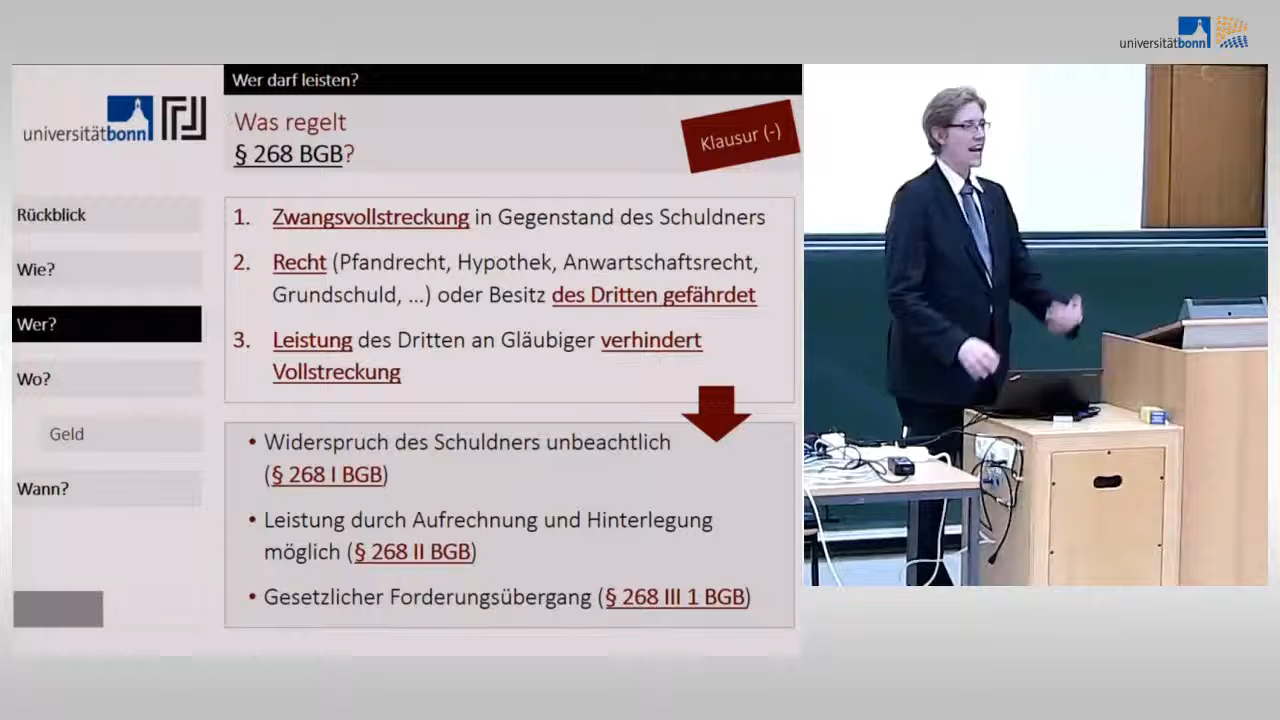 universitätbonn
Wer darf leisten?
universitätbonn
Was regelt
§ 268 BGB?
Klausur (-)
Rückblick
Wie?
Wer?
Wo?
Geld
Wann?
1. Zwangsvollstreckung in Gegenstand des Schuldners
2. Recht (Pfandrecht, Hypothek, Anwartschaftsrecht,
Grundschuld, ...) oder Besitz des Dritten gefährdet
3. Leistung des Dritten an Gläubiger verhindert
Vollstreckung
• Widerspruch des Schuldners unbeachtlich
(§ 268 I BGB)
• Leistung durch Aufrechnung und Hinterlegung
möglich (§ 268 II BGB)
• Gesetzlicher Forderungsübergang (§ 268 III 1 BGB)